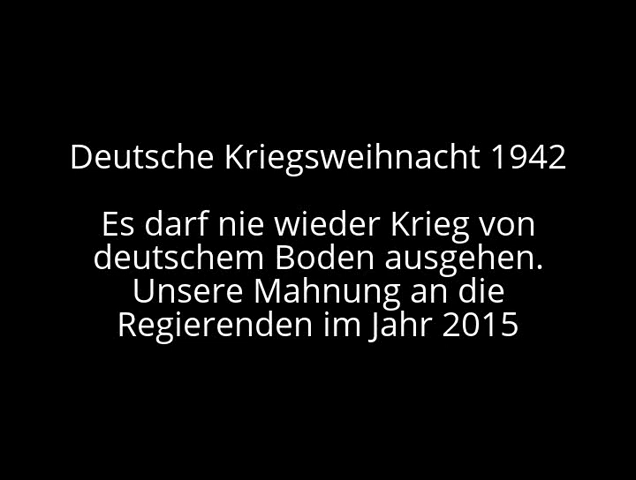 Deutsche Kriegsweihnacht 1942
Es darf nie wieder Krieg von
deutschem Boden ausgehen.
Unsere Mahnung an die
Regierenden im Jahr 2015